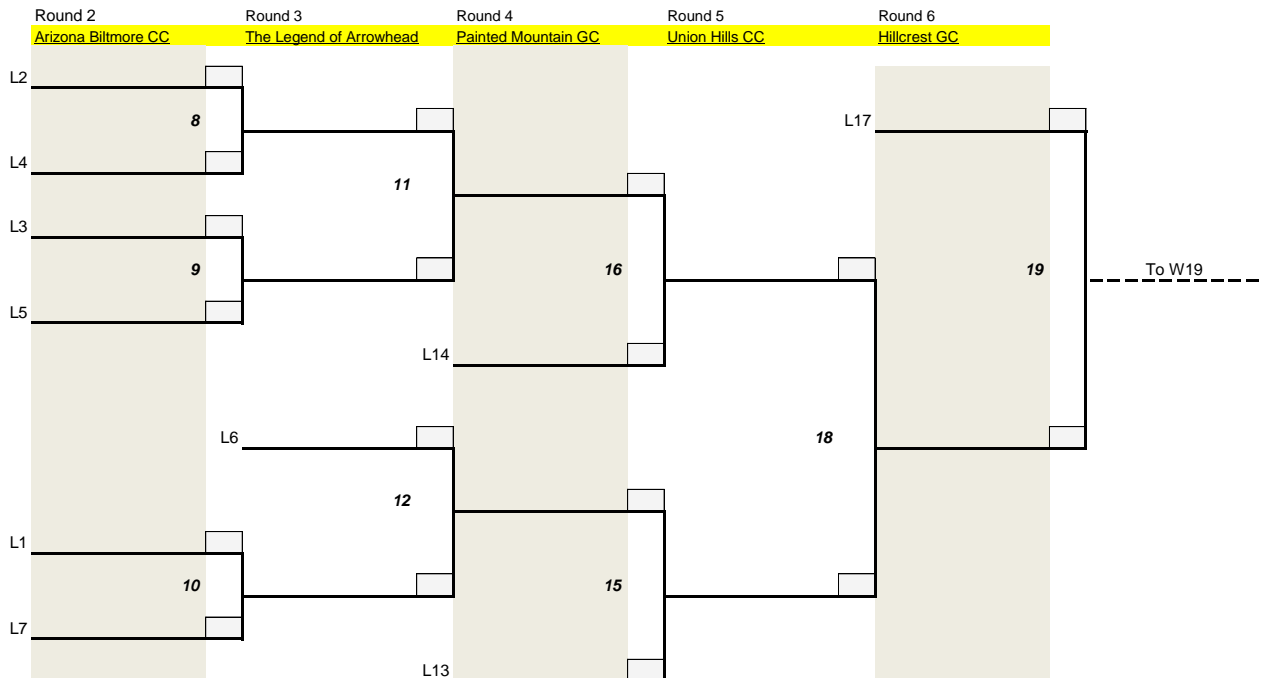 Round 2 Round 3 Round 4 Round 5 Round 6
Arizona Biltmore CC The Legend of Arrowhead Painted Mountain GC Union Hills CC Hillcrest GC
L2
8 L17
L4
11
L3
9 16 19 To W19
L5
L14
L6 18
12
L1
10 15
L7
L13